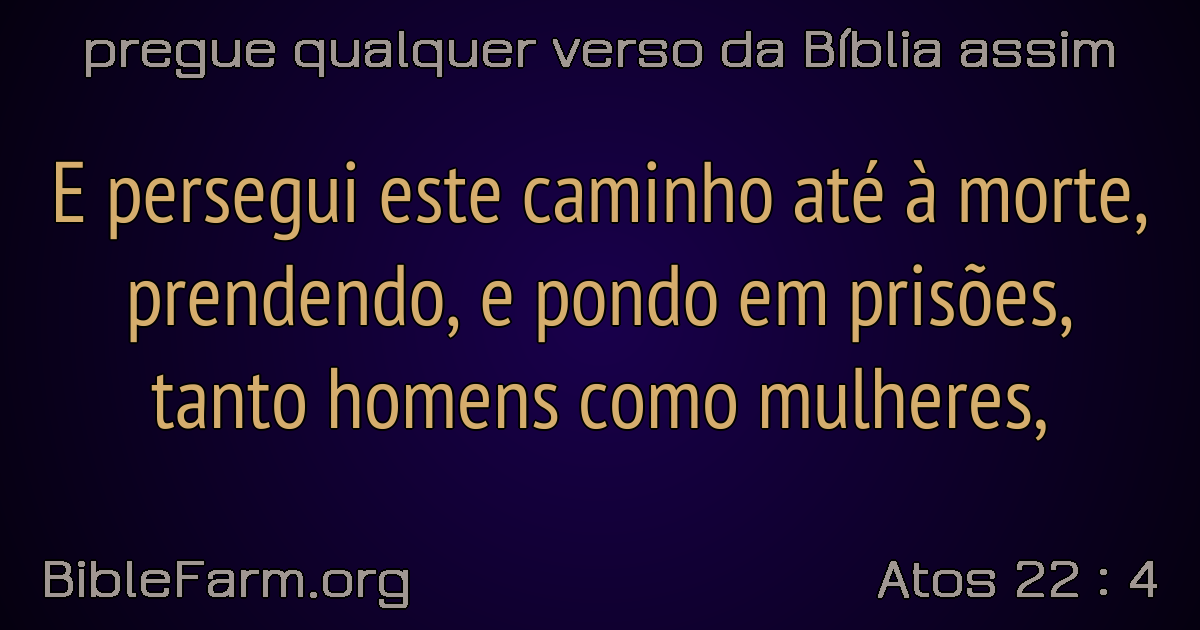 pregue qualquer verso da Bíblia assim
E persegui este caminho até à morte,
prendendo, e pondo em prisões,
tanto homens como mulheres,
BibleFarm.org
Atos 22 : 4